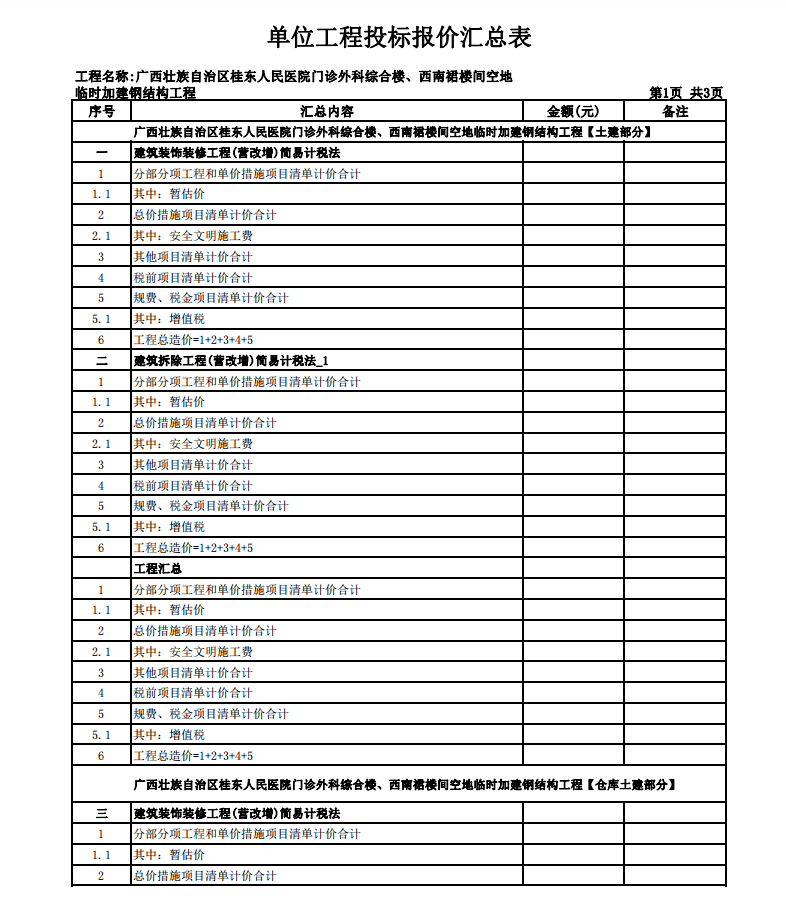 单位工程投标报价汇总表
工程名称:广西壮族自治区桂东人民医院门诊外科综合楼、西南裙楼间空地
临时加建钢结构工程 第1页 共3页
序号 汇总内容 金额(元) 备注
广西壮族自治区桂东人民医院门诊外科综合楼、西南裙楼间空地临时加建钢结构工程【土建部分】
一 建筑装饰装修工程(营改增)简易计税法
1 分部分项工程和单价措施项目清单计价合计
1.1 其中：暂估价
2 总价措施项目清单计价合计
2.1 其中：安全文明施工费
3 其他项目清单计价合计
4 税前项目清单计价合计
5 规费、税金项目清单计价合计
5.1 其中：增值税
6 工程总造价=1+2+3+4+5
二 建筑拆除工程(营改增)简易计税法_1
1 分部分项工程和单价措施项目清单计价合计
1.1 其中：暂估价
2 总价措施项目清单计价合计
2.1 其中：安全文明施工费
3 其他项目清单计价合计
4 税前项目清单计价合计
5 规费、税金项目清单计价合计
5.1 其中：增值税
6 工程总造价=1+2+3+4+5
工程汇总
1 分部分项工程和单价措施项目清单计价合计
1.1 其中：暂估价
2 总价措施项目清单计价合计
2.1 其中：安全文明施工费
3 其他项目清单计价合计
4 税前项目清单计价合计
5 规费、税金项目清单计价合计
5.1 其中：增值税
6 工程总造价=1+2+3+4+5
广西壮族自治区桂东人民医院门诊外科综合楼、西南裙楼间空地临时加建钢结构工程【仓库土建部分】
三 建筑装饰装修工程(营改增)简易计税法
1 分部分项工程和单价措施项目清单计价合计
1.1 其中：暂估价
2 总价措施项目清单计价合计